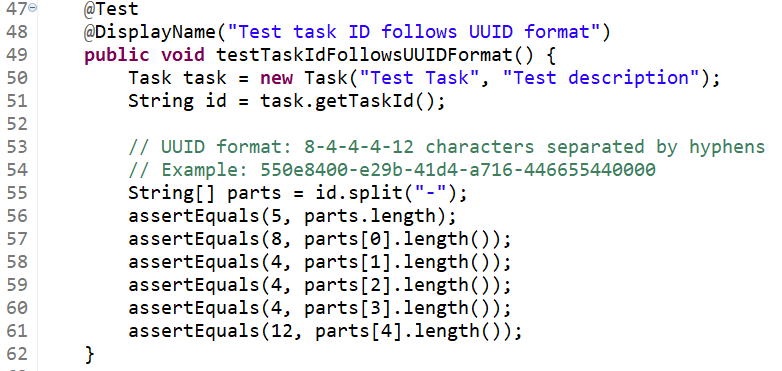 47 @Test
48 @DisplayName("Test task ID follows UUID format")
49 public void testTaskIdFollowsUUIDFormat() {
50 Task task = new Task("Test Task", "Test description");
51 String id = task.getTaskId();
52
53 // UUID format: 8-4-4-4-12 characters separated by hyphens
54 // Example: 550e8400-e29b-41d4-a716-446655440000
55 String[] parts = id.split("-");
56 assertEquals(5, parts.length);
57 assertEquals(8, parts[0].length());
58 assertEquals(4, parts[1].length());
59 assertEquals(4, parts[2].length());
60 assertEquals(4, parts[3].length());
61 assertEquals(12, parts[4].length());
62 }